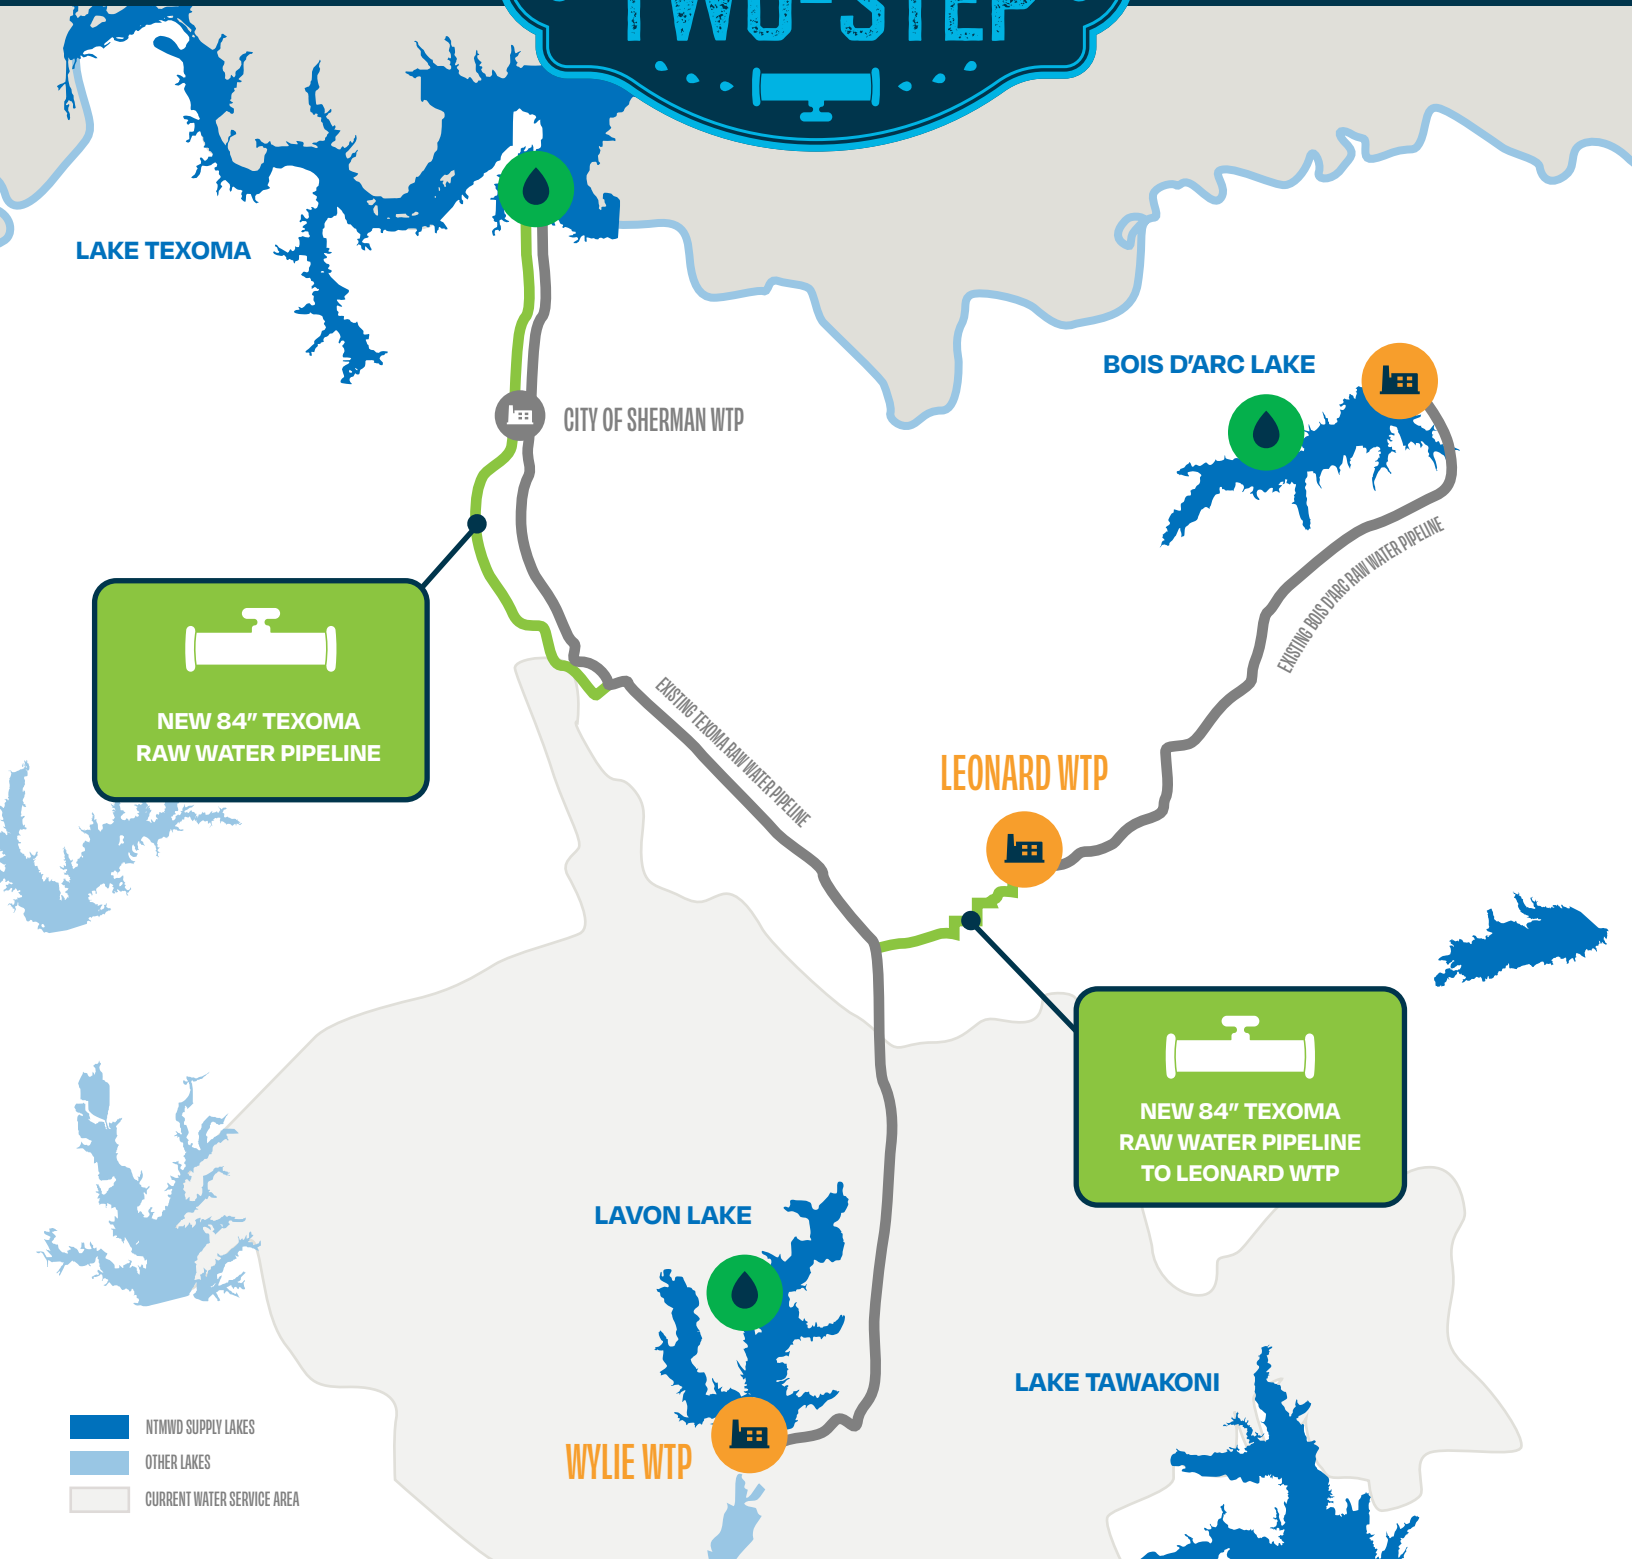 TWO-STEP
LAKE TEXOMA
BOIS D'ARC LAKE
CITY OF SHERMAN WTP
EXISTING BOIS D'ARC RAW WATER PIPELINE
NEW 84" TEXOMA
RAW WATER PIPELINE
EXISTING TEXOMA RAW WATER PIPELINE
LEONARD WTP
NEW 84" TEXOMA
RAW WATER PIPELINE
TO LEONARD WTP
LAVON LAKE
LAKE TAWAKONI
WYLIE WTP
NTMWD SUPPLY LAKES
OTHER LAKES
CURRENT WATER SERVICE AREA